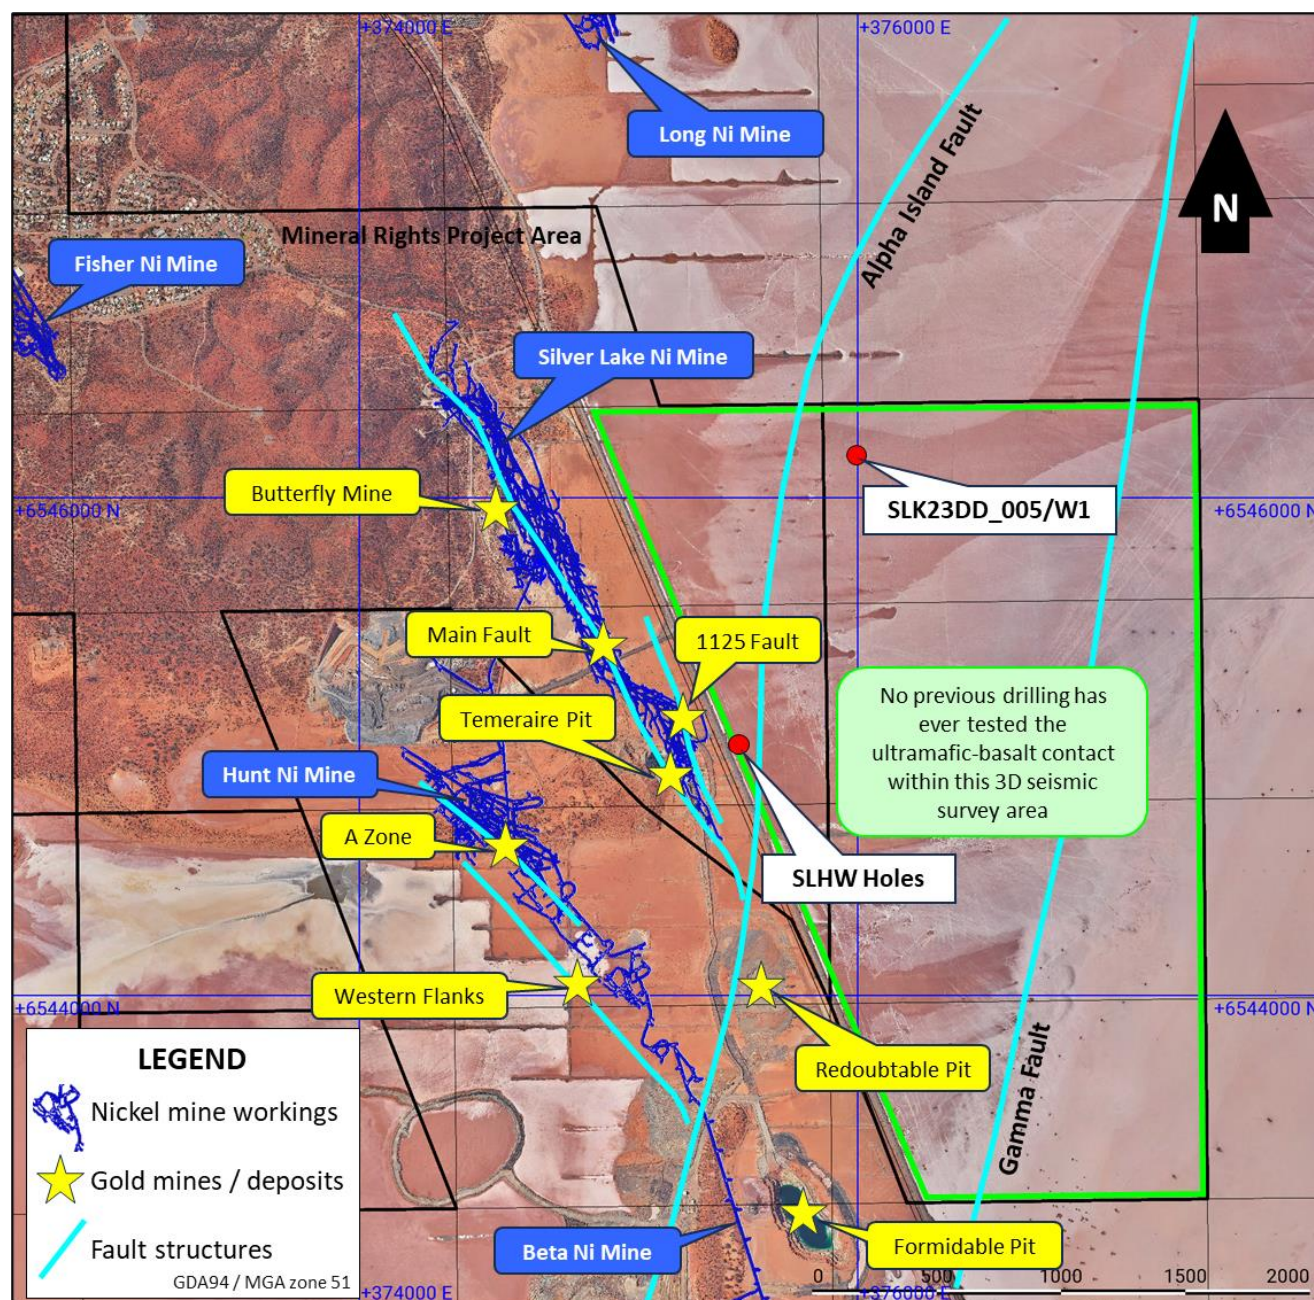 +374000 E
+376000 E
Long Ni Mine
Alpha Island Fault
N
Mineral Rights Project Area
Fisher Ni Mine
Silver Lake Ni Mine
Butterfly Mine
+6546000 N
SLK23DD_005/W1
+6546000 N
Main Fault
1125 Fault
Temeraire Pit
No previous drilling has
ever tested the
ultramafic-basalt contact
within this 3D seismic
survey area
Hunt Ni Mine
A Zone
SLHW Holes
Western Flanks
+6544000 N
+6544000 N
Redoubtable Pit
Gamma Fault
LEGEND
Nickel mine workings
Gold mines / deposits
Fault structures
GDA94 / MGA zone 51
Beta Ni Mine
Formidable Pit
0 500 1000 1500 2000
+374000 E
+376000 E